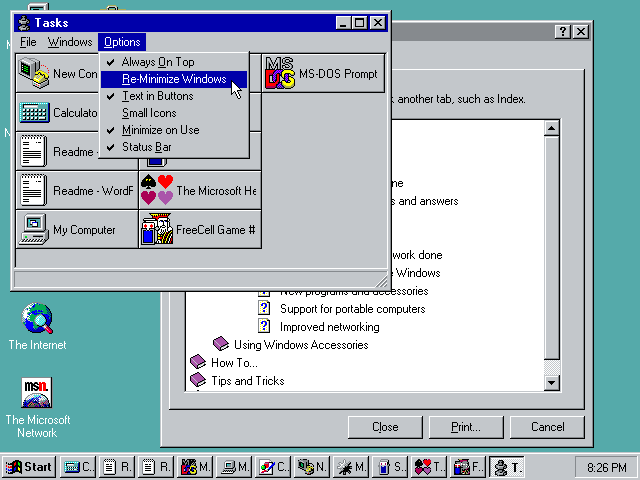 Tasks
File Windows Options
Always On Top
Re-Minimize Windows
Text in Buttons
Small Icons
Minimize on Use
Status Bar
New Con
MS-DOS Prompt
Calculato
Readme -
Readme - WordF
The Microsoft He
My Computer
FreeCell Game #
k another tab, such as Index.
ne
s and answers
work done
e Windows
New programs and accessories
Support for portable computers
Improved networking
Using Windows Accessories
How To...
Tips and Tricks
Close
Print...
Cancel
The Internet
msn.
The Microsoft
Network
Start
C..
R..
R..
M..
M..
C..
N..
M..
S..
T..
F..
T..
8:26 PM